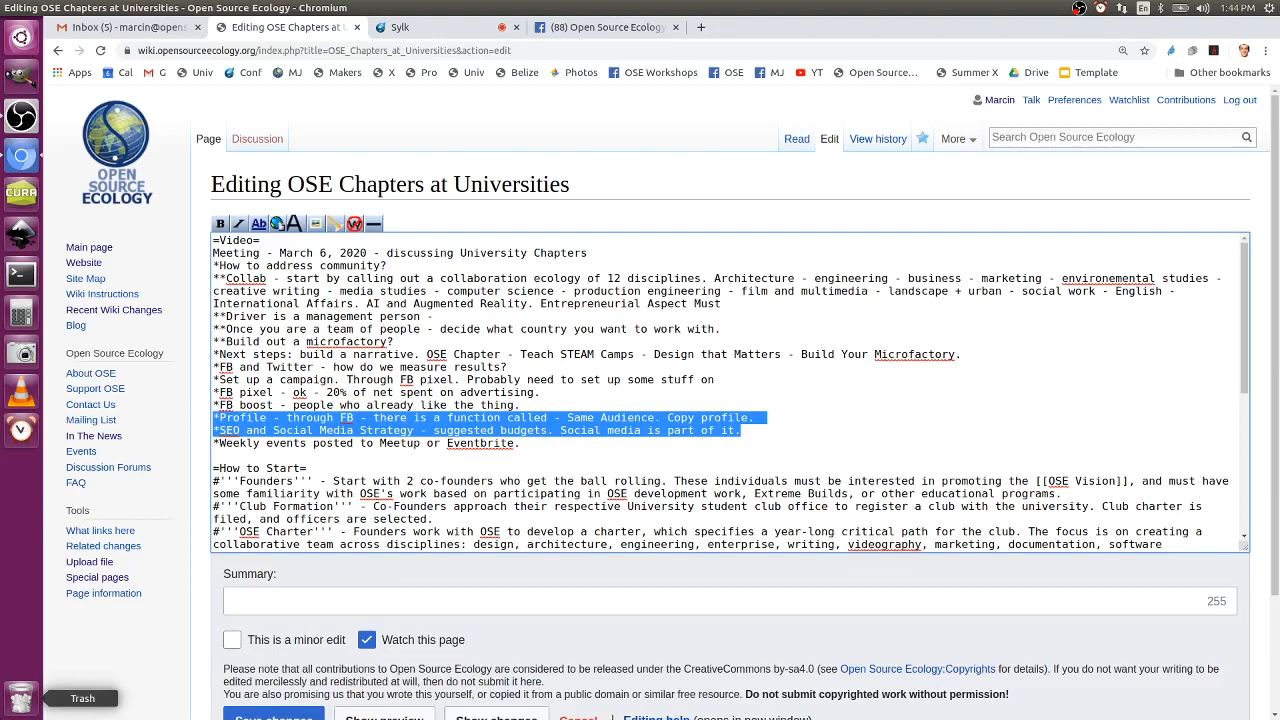 Editing OSE Chapters at Universities - Open Source Ecology - Chromium
En
1:44 PM
Inbox (5) - marcin@opens
Editing OSE Chapters at U
Sylk
(88) Open Source Ecology
wiki.opensourceecology.org/index.php?title=OSE_Chapters_at_Universities&action=edit
Apps Cal G Univ Conf MJ Makers X Pro Univ Belize Photos OSE Workshops OSE MJ YT Open Source… Summer X Drive Template Other bookmarks
Marcin Talk Preferences Watchlist Contributions Log out
Page Discussion Read Edit View history More Search Open Source Ecology
OPEN
SOURCE
ECOLOGY
Editing OSE Chapters at Universities
B I Ab A W
Main page
Website
Site Map
Wiki Instructions
Recent Wiki Changes
Blog
About OSE
About OSE
Support OSE
Contact Us
Mailing List
In The News
Events
Discussion Forums
FAQ
Tools
What links here
Related changes
Upload file
Special pages
Page information
=Video=
Meeting - March 6, 2020 - discussing University Chapters
*How to address community?
**Collab - start by calling out a collaboration ecology of 12 disciplines. Architecture - engineering - business - marketing - environemental studies -
creative writing - media studies - computer science - production engineering - film and multimedia - landscape + urban - social work - English -
International Affairs. AI and Augmented Reality. Entrepreneurial Aspect Must
**Driver is a management person -
**Once you are a team of people - decide what country you want to work with.
**Build out a microfactory?
*Next steps: build a narrative. OSE Chapter - Teach STEAM Camps - Design that Matters - Build Your Microfactory.
*FB and Twitter - how do we measure results?
*Set up a campaign. Through FB pixel. Probably need to set up some stuff on
*FB pixel - ok - 20% of net spent on advertising.
*FB boost - people who already like the thing.
*Profile - through FB - there is a function called - Same Audience. Copy profile.
*SEO and Social Media Strategy - suggested budgets. Social media is part of it.
*Weekly events posted to Meetup or Eventbrite.
=How to Start=
#'''Founders''' - Start with 2 co-founders who get the ball rolling. These individuals must be interested in promoting the [[OSE Vision]], and must have
some familiarity with OSE's work based on participating in OSE development work, Extreme Builds, or other educational programs.
#'''Club Formation''' - Co-Founders approach their respective University student club office to register a club with the university. Club charter is
filed, and officers are selected.
#'''OSE Charter''' - Founders work with OSE to develop a charter, which specifies a year-long critical path for the club. The focus is on creating a
collaborative team across disciplines: design, architecture, engineering, enterprise, writing, videography, marketing, documentation, software
Summary:
255
This is a minor edit Watch this page
Please note that all contributions to Open Source Ecology are considered to be released under the CreativeCommons by-sa4.0 (see Open Source Ecology:Copyrights for details). If you do not want your writing to be
edited mercilessly and redistributed at will, then do not submit it here.
You are also promising us that you wrote this yourself, or copied it from a public domain or similar free resource. Do not submit copyrighted work without permission!
Save changes Show preview Show changes Cancel | Editing help (opens in new window)
CURA
Trash